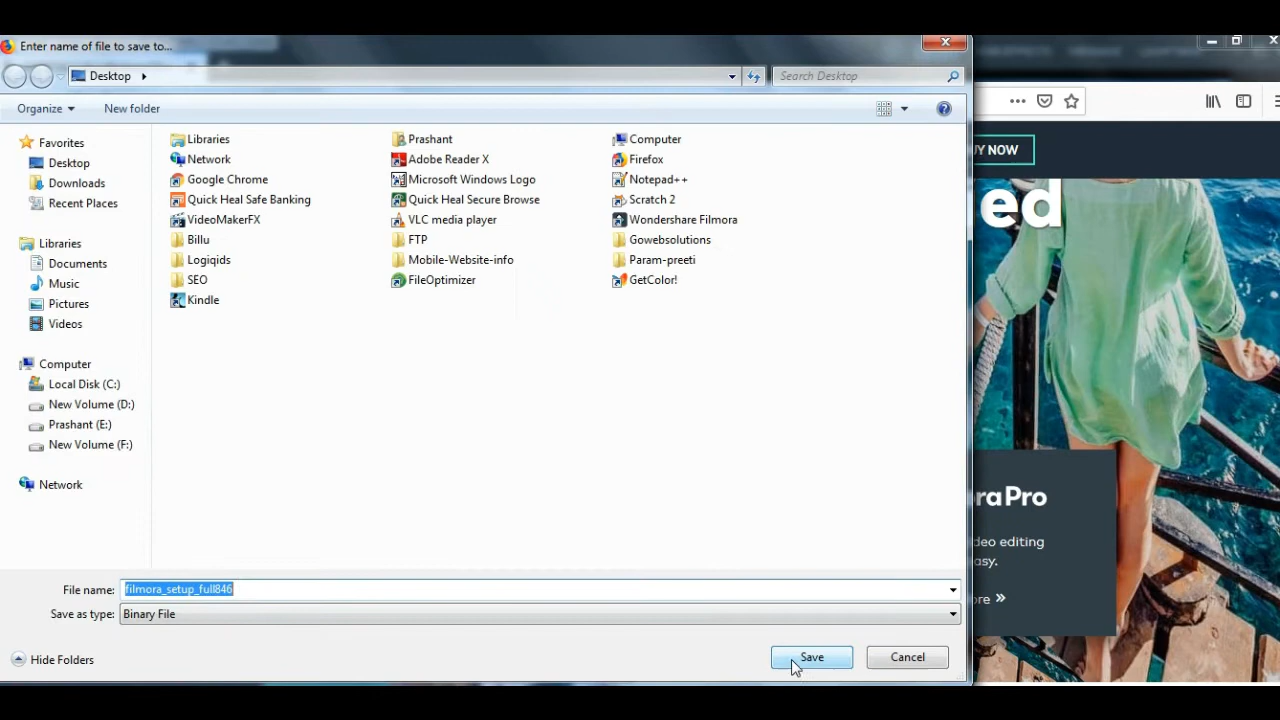 Enter name of file to save to...
Desktop
Search Desktop
Organize
New folder
Favorites
Desktop
Downloads
Recent Places
Libraries
Documents
Music
Pictures
Videos
Computer
Local Disk (C:)
New Volume (D:)
Prashant (E:)
New Volume (F:)
Network
Libraries
Prashant
Computer
Network
Adobe Reader X
Firefox
Google Chrome
Microsoft Windows Logo
Notepad++
Quick Heal Safe Banking
Quick Heal Secure Browse
Scratch 2
VideoMakerFX
VLC media player
Wondershare Filmora
Billu
FTP
Gowebsolutions
Logiqids
Mobile-Website-info
Param-preeti
SEO
FileOptimizer
GetColor!
Kindle
File name: filmora_setup_full846
Save as type: Binary File
Hide Folders
Save
Cancel
UY NOW
ed
raPro
deo editing
asy.
ore »